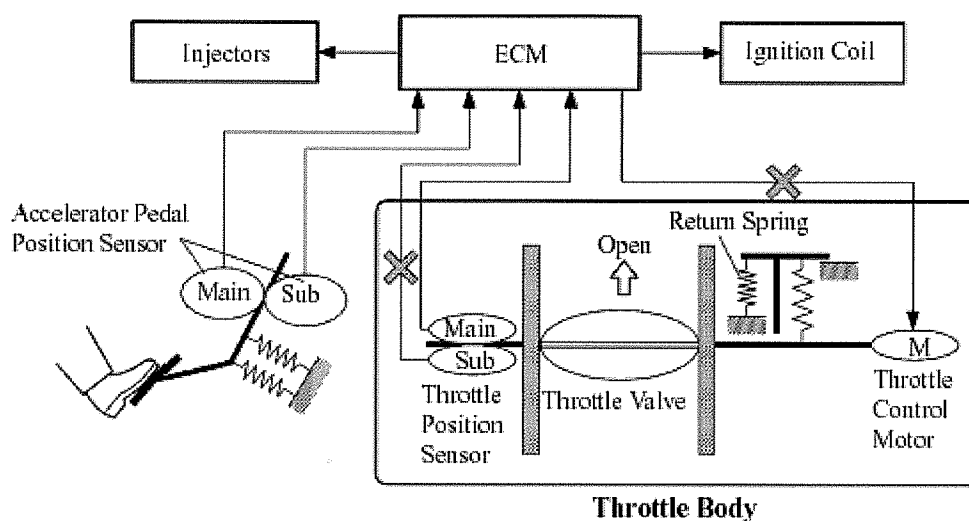 Injectors
ECM
Ignition Coil
Accelerator Pedal
Position Sensor
Main
Sub
Return Spring
Open
Main
Sub
M
Throttle
Position
Sensor
Throttle Valve
Throttle
Control
Motor
Throttle Body